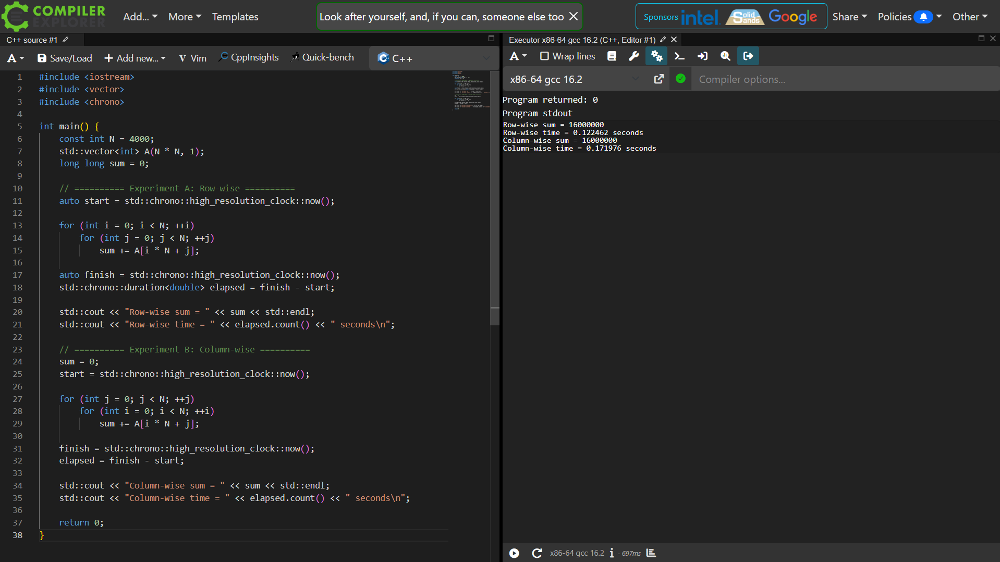 COMPILER
EXPLORER
Add...
More
Templates
Look after yourself, and, if you can, someone else too
Sponsors
intel.
Solid Sands
Google
Share
Policies
Other
C++ source #1
A
Save/Load
Add new...
Vim
CppInsights
Quick-bench
C++
1 #include <iostream>
2 #include <vector>
3 #include <chrono>
4
5 int main() {
6     const int N = 4000;
7     std::vector<int> A(N * N, 1);
8     long long sum = 0;
9
10     // ========== Experiment A: Row-wise ==========
11     auto start = std::chrono::high_resolution_clock::now();
12
13     for (int i = 0; i < N; ++i)
14         for (int j = 0; j < N; ++j)
15             sum += A[i * N + j];
16
17     auto finish = std::chrono::high_resolution_clock::now();
18     std::chrono::duration<double> elapsed = finish - start;
19
20     std::cout << "Row-wise sum = " << sum << std::endl;
21     std::cout << "Row-wise time = " << elapsed.count() << " seconds\n";
22
23     // ========== Experiment B: Column-wise ==========
24     sum = 0;
25     start = std::chrono::high_resolution_clock::now();
26
27     for (int j = 0; j < N; ++j)
28         for (int i = 0; i < N; ++i)
29             sum += A[i * N + j];
30
31     finish = std::chrono::high_resolution_clock::now();
32     elapsed = finish - start;
33
34     std::cout << "Column-wise sum = " << sum << std::endl;
35     std::cout << "Column-wise time = " << elapsed.count() << " seconds\n";
36
37     return 0;
38 }
Executor x86-64 gcc 16.2 (C++, Editor #1)
A
Wrap lines
x86-64 gcc 16.2
Compiler options...
Program returned: 0
Program stdout
Row-wise sum = 16000000
Row-wise time = 0.122462 seconds
Column-wise sum = 16000000
Column-wise time = 0.171976 seconds
x86-64 gcc 16.2
i - 697ms